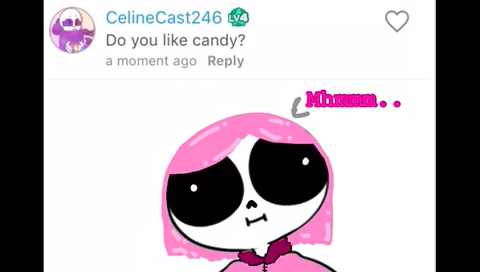 CelineCast246 LV4
Do you like candy?
a moment ago Reply
Mhmmm..